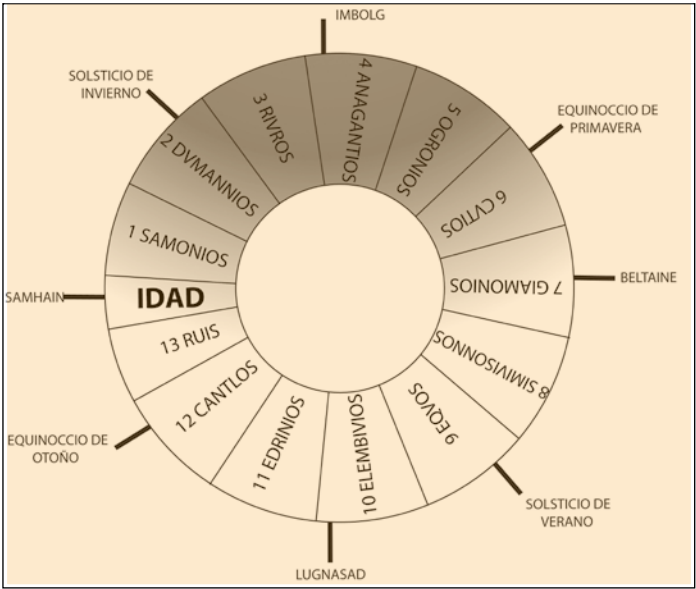 IMBOLG
SOLSTICIO DE
INVIERNO
EQUINOCCIO DE
PRIMAVERA
BELTAINE
SOLSTICIO DE
VERANO
LUGNASAD
EQUINOCCIO DE
OTOÑO
SAMHAIN
IDAD
1 SAMONIOS
2 DVMANNIOS
3 RIVROS
4 ANAGANTIOS
5 OGRONIOS
6 CVTIOS
7 GIAMONIOS
8 SIMIVISONNOS
9 EQVOS
10 ELEMBIVIOS
11 EDRINIOS
12 CANTLOS
13 RUIS